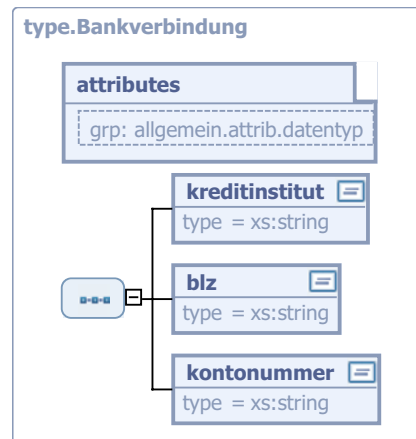 type.Bankverbindung
attributes
grp: allgemein.attrib.datentyp
kreditinstitut
type = xs:string
blz
type = xs:string
kontonummer
type = xs:string